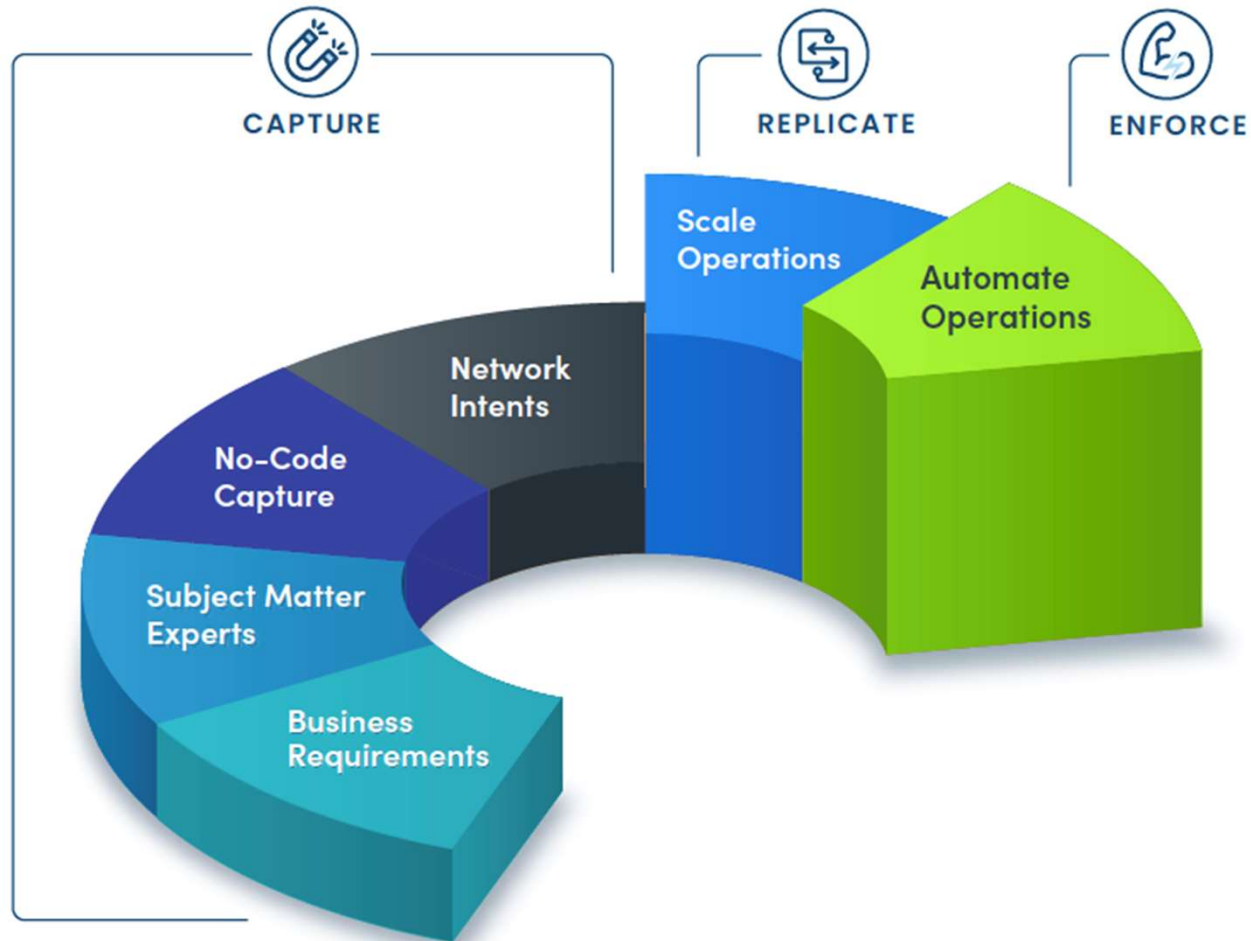 CAPTURE
REPLICATE
ENFORCE
Scale
Operations
Automate
Operations
Network
Intents
No-Code
Capture
Subject Matter
Experts
Business
Requirements